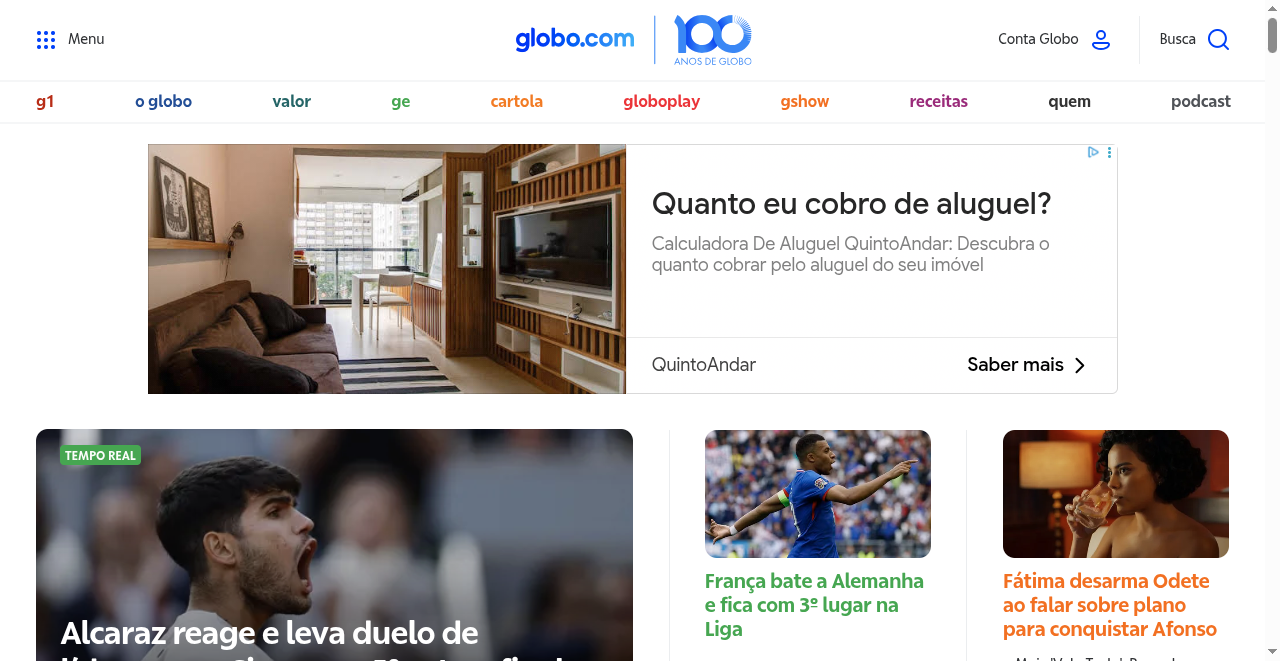 Menu
globo.com
100
ANOS DE GLOBO
Conta Globo
Busca
g1
o globo
valor
ge
cartola
globoplay
gshow
receitas
quem
podcast
Quanto eu cobro de aluguel?
Calculadora De Aluguel QuintoAndar: Descubra o
quanto cobrar pelo aluguel do seu imóvel
QuintoAndar
Saber mais
TEMPO REAL
Alcaraz reage e leva duelo de
França bate a Alemanha
e fica com 3º lugar na
Liga
Fátima desarma Odete
ao falar sobre plano
para conquistar Afonso